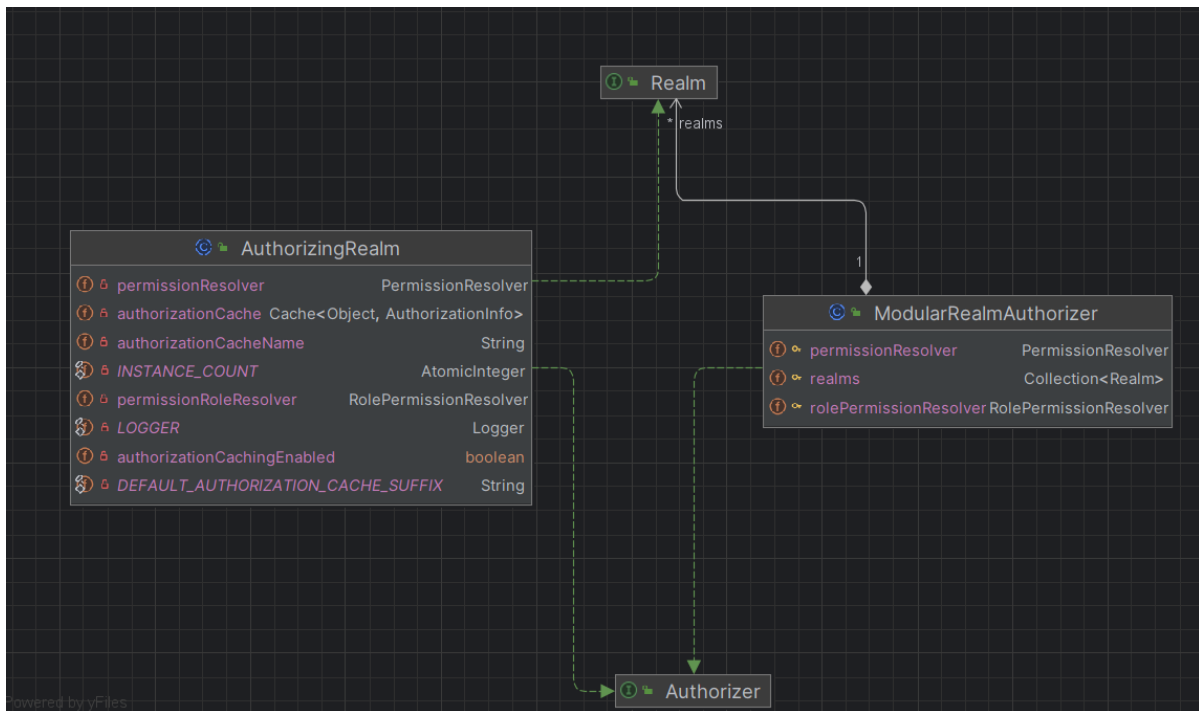 Realm
* realms
AuthorizingRealm
permissionResolver PermissionResolver
authorizationCache Cache<Object, AuthorizationInfo>
authorizationCacheName String
INSTANCE_COUNT AtomicInteger
permissionRoleResolver RolePermissionResolver
LOGGER Logger
authorizationCachingEnabled boolean
DEFAULT_AUTHORIZATION_CACHE_SUFFIX String
1
ModularRealmAuthorizer
permissionResolver PermissionResolver
realms Collection<Realm>
rolePermissionResolver RolePermissionResolver
Authorizer
Powered by yFiles